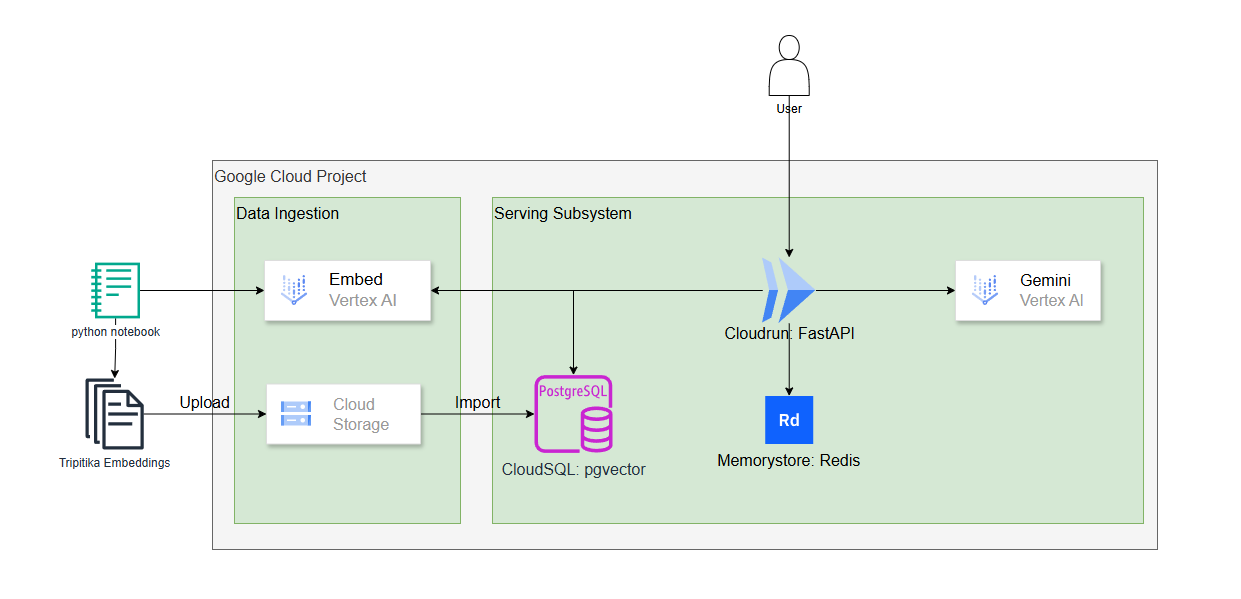 User
Google Cloud Project
Data Ingestion
Serving Subsystem
Embed
Vertex AI
Gemini
Vertex AI
python notebook
Cloudrun: FastAPI
PostgreSQL
Upload
Cloud
Storage
Import
Rd
Tripitika Embeddings
CloudSQL: pgvector
Memorystore: Redis